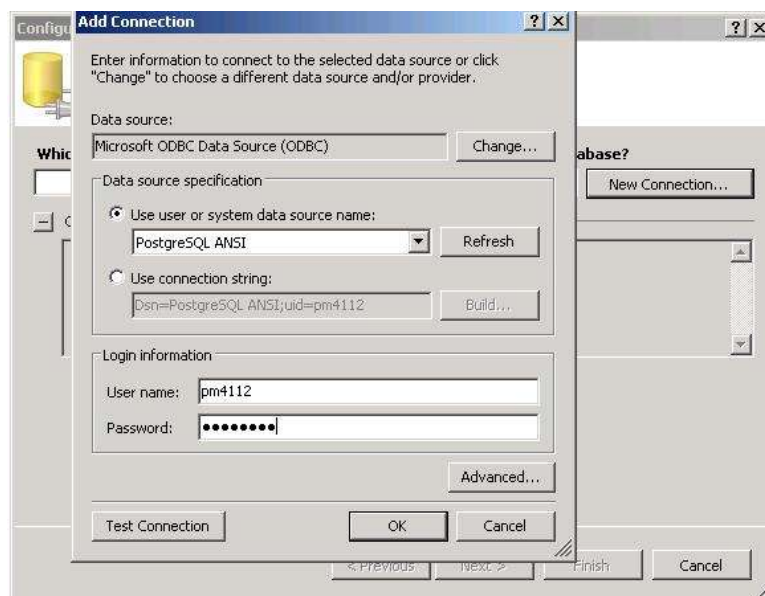 Configu
Add Connection
Enter information to connect to the selected data source or click
"Change" to choose a different data source and/or provider.
Data source:
Microsoft ODBC Data Source (ODBC)
Change...
Whic
abase?
Data source specification
New Connection...
Use user or system data source name:
PostgreSQL ANSI
Refresh
Use connection string:
Dsn=PostgreSQL ANSI;uid=pm4112
Build...
Login information
User name:
pm4112
Password:
●●●●●●●●
Advanced...
Test Connection
OK
Cancel
< Previous
Next >
Finish
Cancel